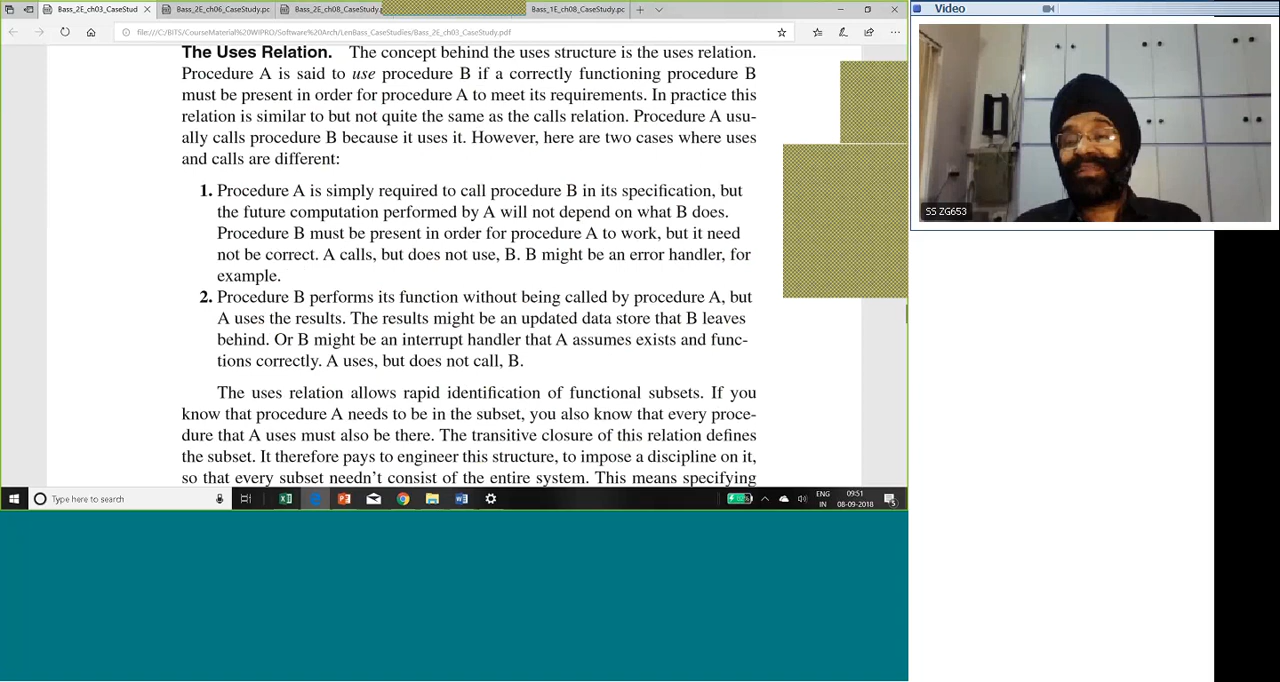 Bass_2E_ch03_CaseStud
Bass_2E_ch06_CaseStudy.pc
Bass_2E_ch08_CaseStudy.
Bass_1E_ch08_CaseStudy.pc
file:///C:/BITS/CourseMaterial%20WIPRO/Software%20Arch/LenBass_CaseStudies/Bass_2E_ch03_CaseStudy.pdf
The Uses Relation. The concept behind the uses structure is the uses relation.
Procedure A is said to use procedure B if a correctly functioning procedure B
must be present in order for procedure A to meet its requirements. In practice this
relation is similar to but not quite the same as the calls relation. Procedure A usu-
ally calls procedure B because it uses it. However, here are two cases where uses
and calls are different:
1. Procedure A is simply required to call procedure B in its specification, but
the future computation performed by A will not depend on what B does.
Procedure B must be present in order for procedure A to work, but it need
not be correct. A calls, but does not use, B. B might be an error handler, for
example.
2. Procedure B performs its function without being called by procedure A, but
A uses the results. The results might be an updated data store that B leaves
behind. Or B might be an interrupt handler that A assumes exists and func-
tions correctly. A uses, but does not call, B.
The uses relation allows rapid identification of functional subsets. If you
know that procedure A needs to be in the subset, you also know that every proce-
dure that A uses must also be there. The transitive closure of this relation defines
the subset. It therefore pays to engineer this structure, to impose a discipline on it,
so that every subset needn't consist of the entire system. This means specifying
Type here to search
ENG
IN
09:51
08-09-2018
Video
SS ZG653